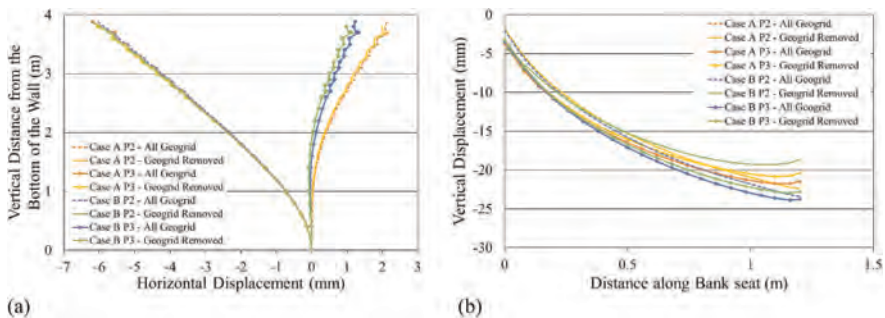 (a)
Vertical Distance from the
Bottom of the Wall (m)
4
3
2
1
0
Case A P2 - All Geogrid
Case A P2 - Geogrid Removed
Case A P3 - All Geogrid
Case A P3 - Geogrid Removed
Case B P2 - All Geogrid
Case B P2 - Geogrid Removed
Case B P3 - All Geogrid
Case B P3 - Geogrid Removed
-7 -6 -5 -4 -3 -2 -1 0 1 2 3
Horizontal Displacement (mm)
(b)
Vertical Displacement (mm)
0
-5
-10
-15
-20
-25
-30
Case A P2 - All Geogrid
Case A P2 - Geogrid Removed
Case A P3 - All Geogrid
Case A P3 - Geogrid Removed
Case B P2 - All Geogrid
Case B P2 - Geogrid Removed
Case B P3 - All Geogrid
Case B P3 - Geogrid Removed
0 0.5 1 1.5
Distance along Bank seat (m)